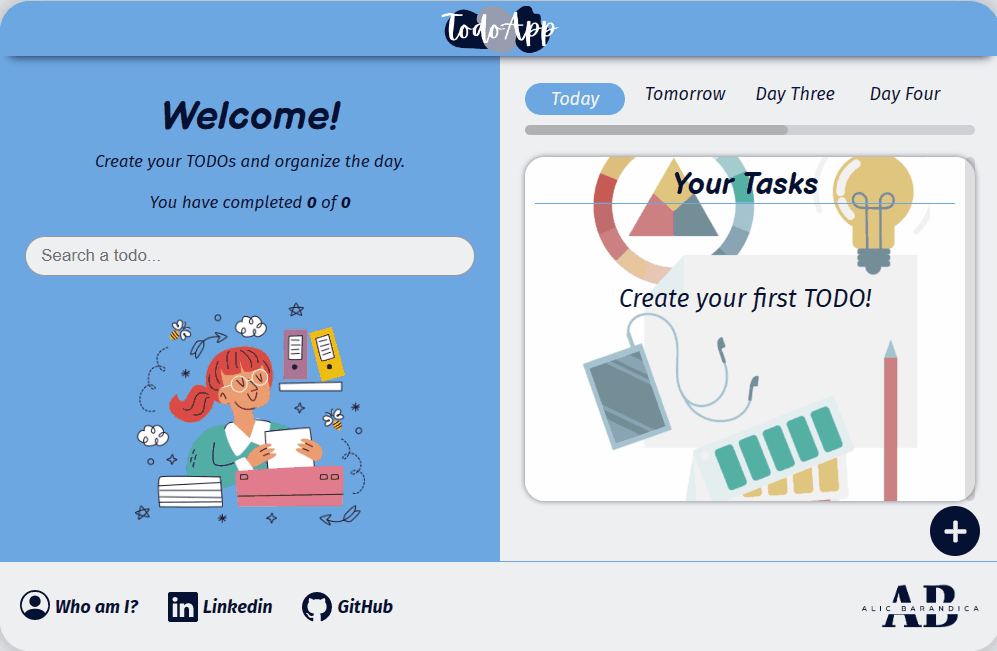 TodoApp
Welcome!
Create your TODOs and organize the day.
You have completed 0 of 0
Search a todo...
Today Tomorrow Day Three Day Four
Your Tasks
Create your first TODO!
Who am I? Linkedin GitHub
AB
ALIC BARANDICA